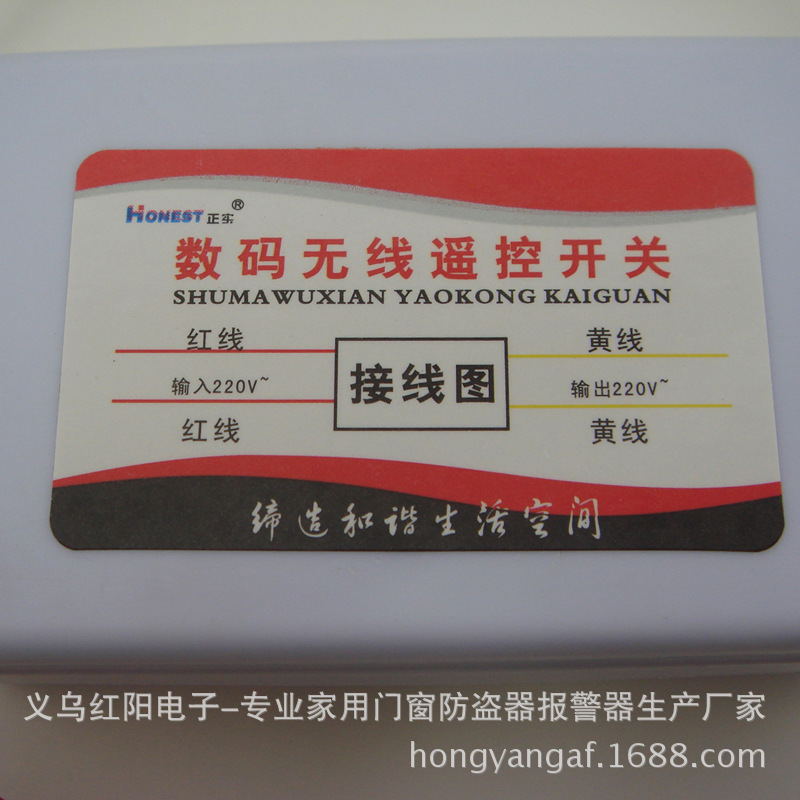 HONEST正实®
数码无线遥控开关
SHUMAWUXIAN YAOKONG KAIGUAN
红线 黄线
输入220V~ 接线图 输出220V~
红线 黄线
缔造和谐生活空间
义乌红阳电子-专业家用门窗防盗器报警器生产厂家
hongyangaf.1688.com